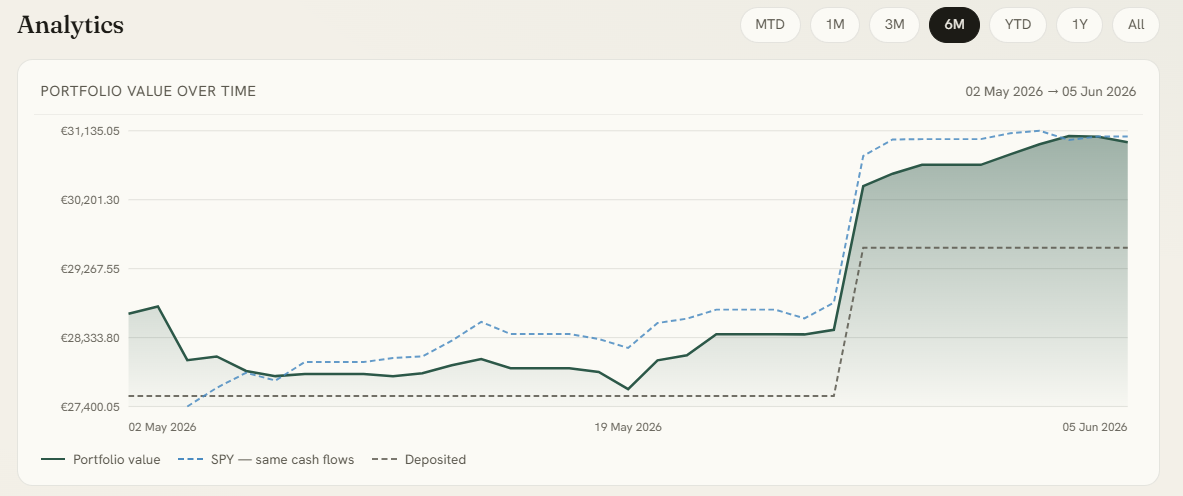 Analytics
MTD 1M 3M 6M YTD 1Y All
PORTFOLIO VALUE OVER TIME
02 May 2026 → 05 Jun 2026
€31,135.05
€30,201.30
€29,267.55
€28,333.80
€27,400.05
02 May 2026 19 May 2026 05 Jun 2026
Portfolio value SPY — same cash flows Deposited